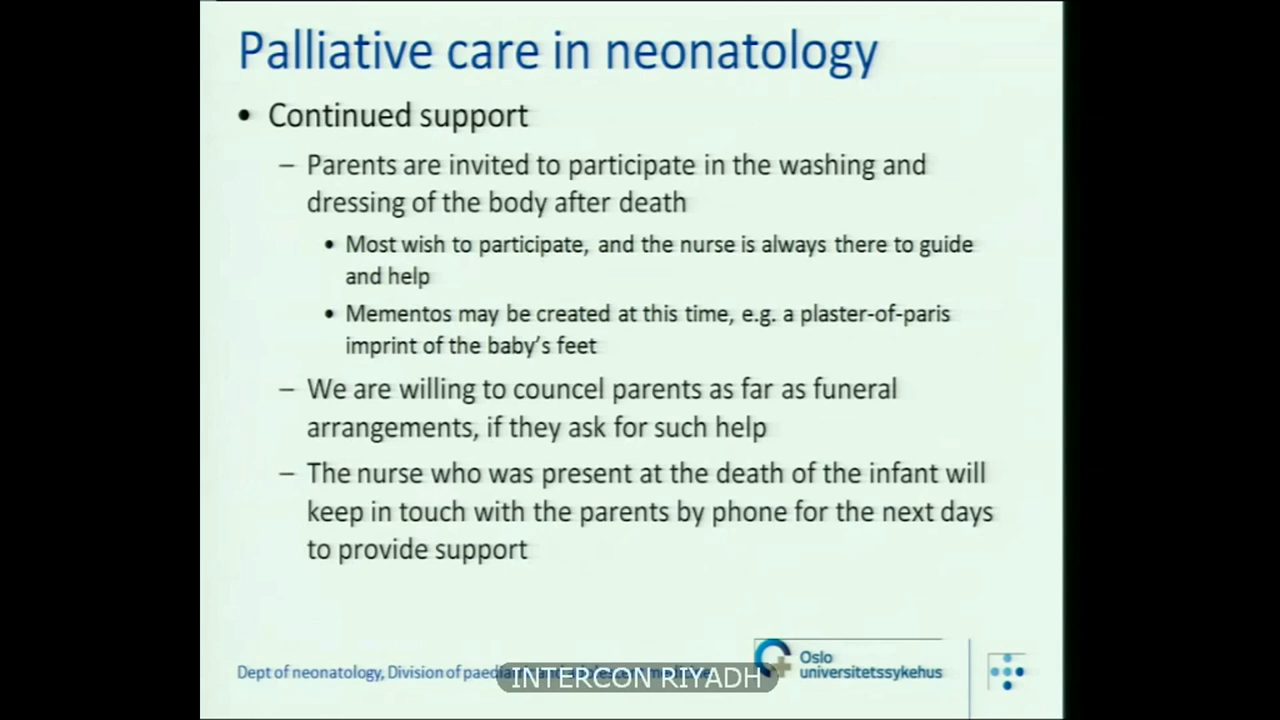 Palliative care in neonatology
• Continued support
– Parents are invited to participate in the washing and
dressing of the body after death
• Most wish to participate, and the nurse is always there to guide
and help
• Mementos may be created at this time, e.g. a plaster-of-paris
imprint of the baby's feet
– We are willing to councel parents as far as funeral
arrangements, if they ask for such help
– The nurse who was present at the death of the infant will
keep in touch with the parents by phone for the next days
to provide support
Dept of neonatology, Division of
INTERCON RIYADH
Oslo
universitetssykehus